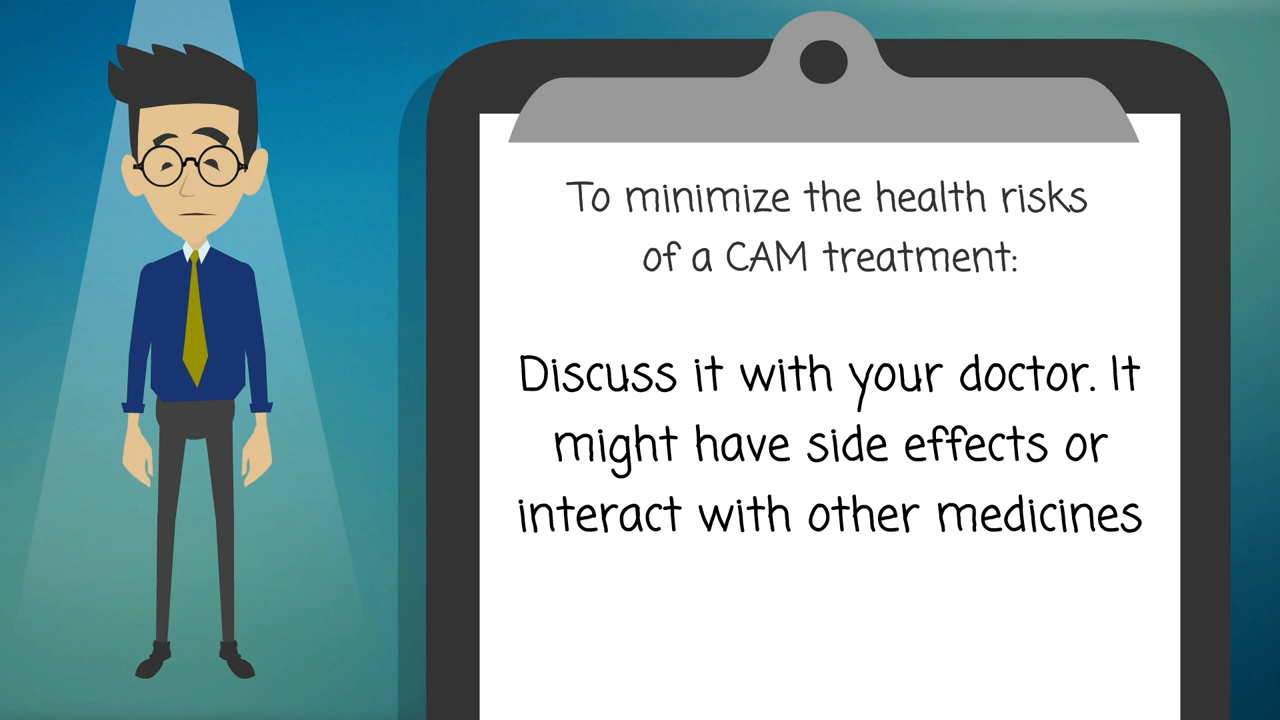 To minimize the health risks
of a CAM treatment:
Discuss it with your doctor. It
might have side effects or
interact with other medicines